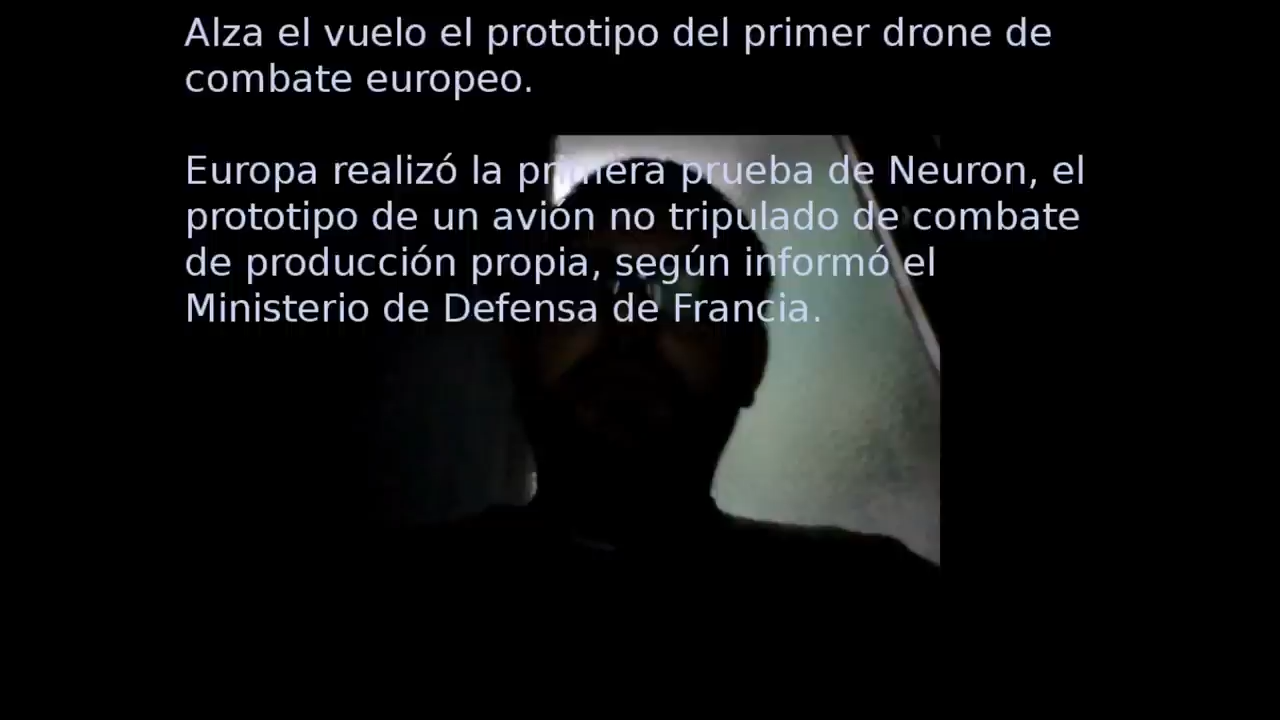 Alza el vuelo el prototipo del primer drone de
combate europeo.
Europa realizó la primera prueba de Neuron, el
prototipo de un avión no tripulado de combate
de producción propia, según informó el
Ministerio de Defensa de Francia.